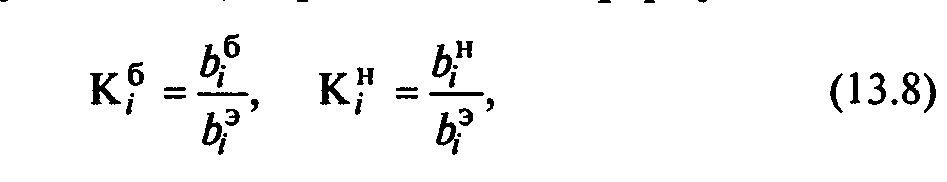 K_i^б = b_i^б / b_i^э, K_i^н = b_i^н / b_i^э, (13.8)